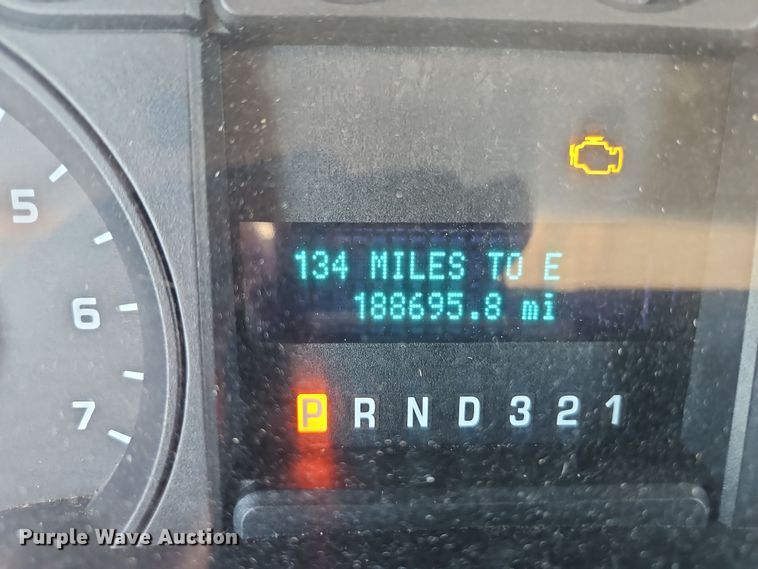 134 MILES TO E
188695.8 mi
P R N D 3 2 1
5
6
7
Purple Wave Auction